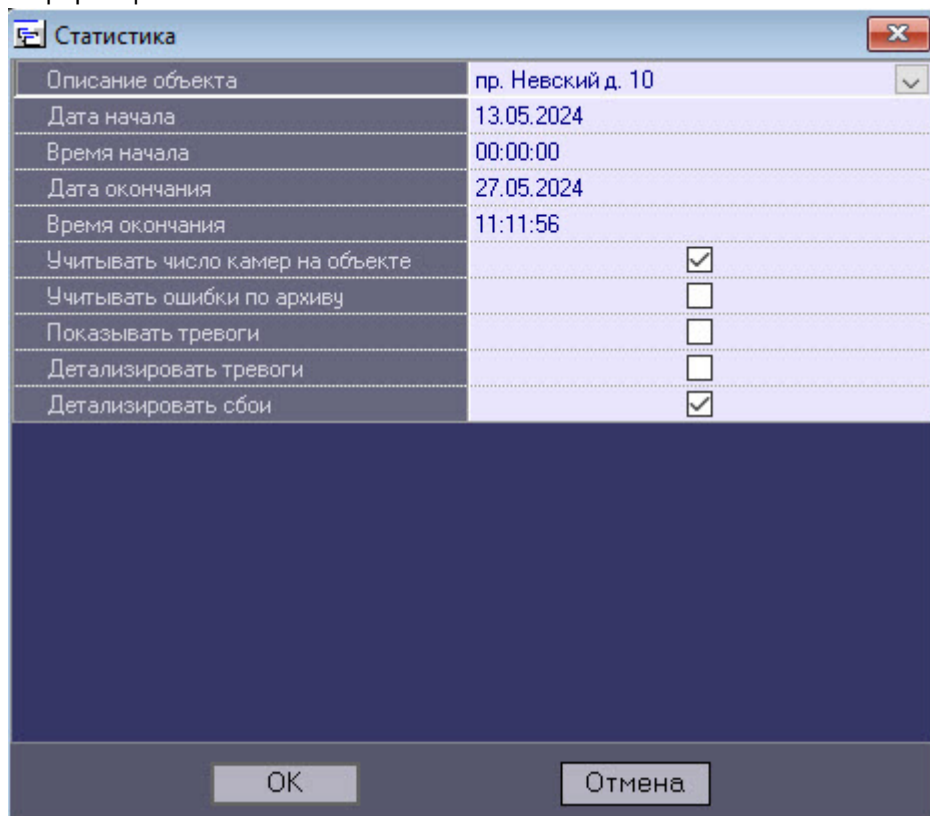 Статистика
Описание объекта пр. Невский д. 10
Дата начала 13.05.2024
Время начала 00:00:00
Дата окончания 27.05.2024
Время окончания 11:11:56
Учитывать число камер на объекте
Учитывать ошибки по архиву
Показывать тревоги
Детализировать тревоги
Детализировать сбои
OK Отмена